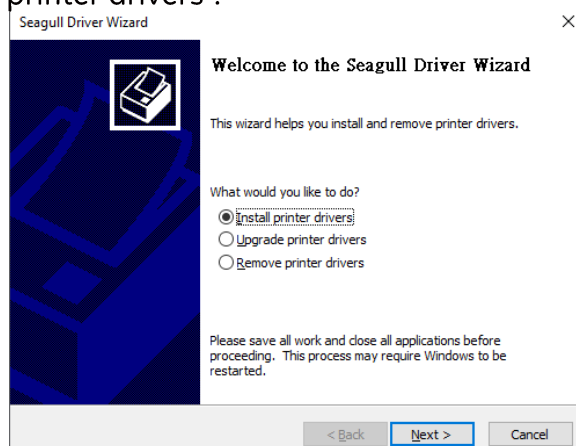 printer drivers .
Seagull Driver Wizard
Welcome to the Seagull Driver Wizard
This wizard helps you install and remove printer drivers.
What would you like to do?
Install printer drivers
Upgrade printer drivers
Remove printer drivers
Please save all work and close all applications before
proceeding. This process may require Windows to be
restarted.
< Back
Next >
Cancel